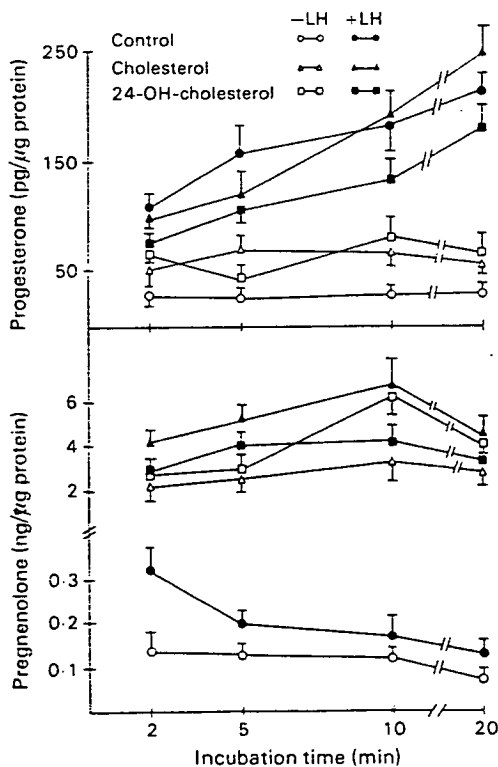 −LH +LH
Control
Cholesterol
24-OH-cholesterol
Progesterone (pg/µg protein)
250
150
50
Pregnenolone (ng/µg protein)
6
4
2
0·3
0·2
0·1
2 5 10 20
Incubation time (min)